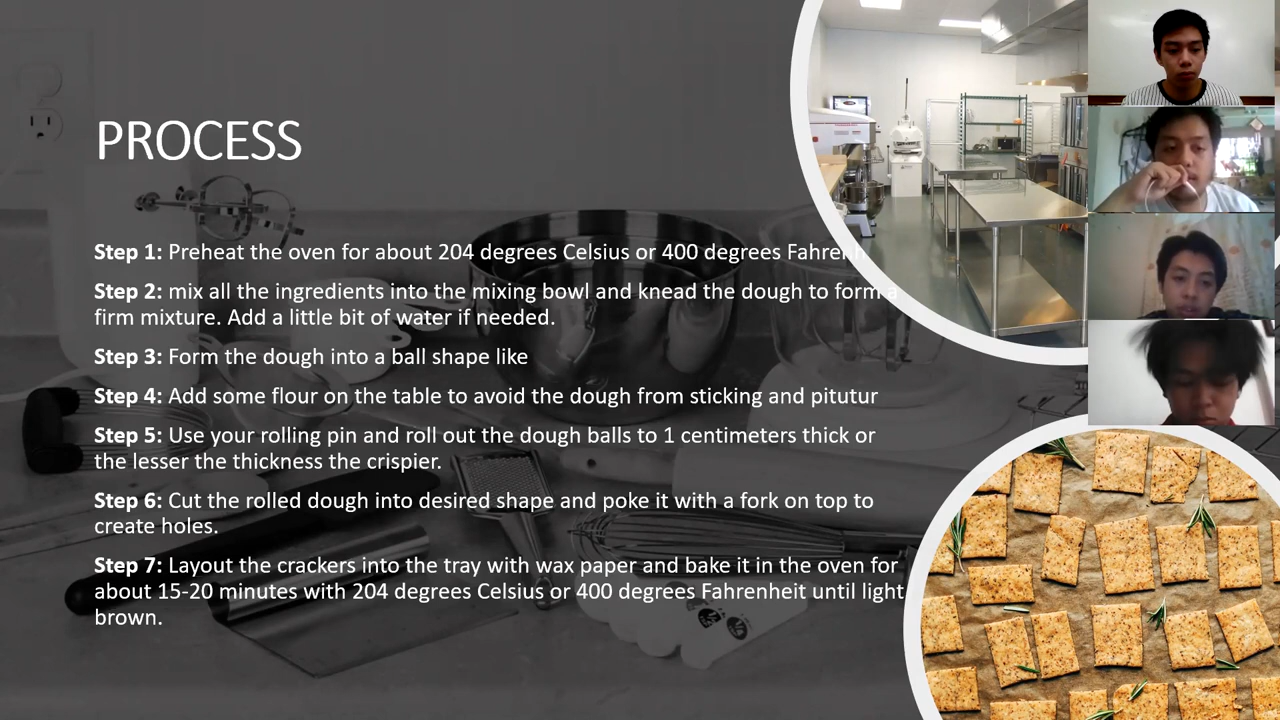 PROCESS
Step 1: Preheat the oven for about 204 degrees Celsius or 400 degrees Fahrenh
Step 2: mix all the ingredients into the mixing bowl and knead the dough to form a
firm mixture. Add a little bit of water if needed.
Step 3: Form the dough into a ball shape like
Step 4: Add some flour on the table to avoid the dough from sticking and pitutur
Step 5: Use your rolling pin and roll out the dough balls to 1 centimeters thick or
the lesser the thickness the crispier.
Step 6: Cut the rolled dough into desired shape and poke it with a fork on top to
create holes.
Step 7: Layout the crackers into the tray with wax paper and bake it in the oven for
about 15-20 minutes with 204 degrees Celsius or 400 degrees Fahrenheit until light
brown.